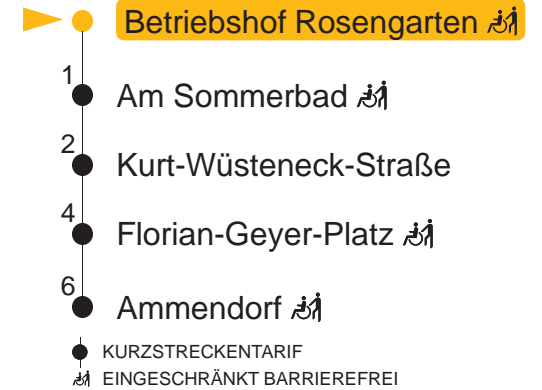 Betriebshof Rosengarten
1
Am Sommerbad
2
Kurt-Wüsteneck-Straße
4
Florian-Geyer-Platz
6
Ammendorf
KURZSTRECKENTARIF
EINGESCHRÄNKT BARRIEREFREI